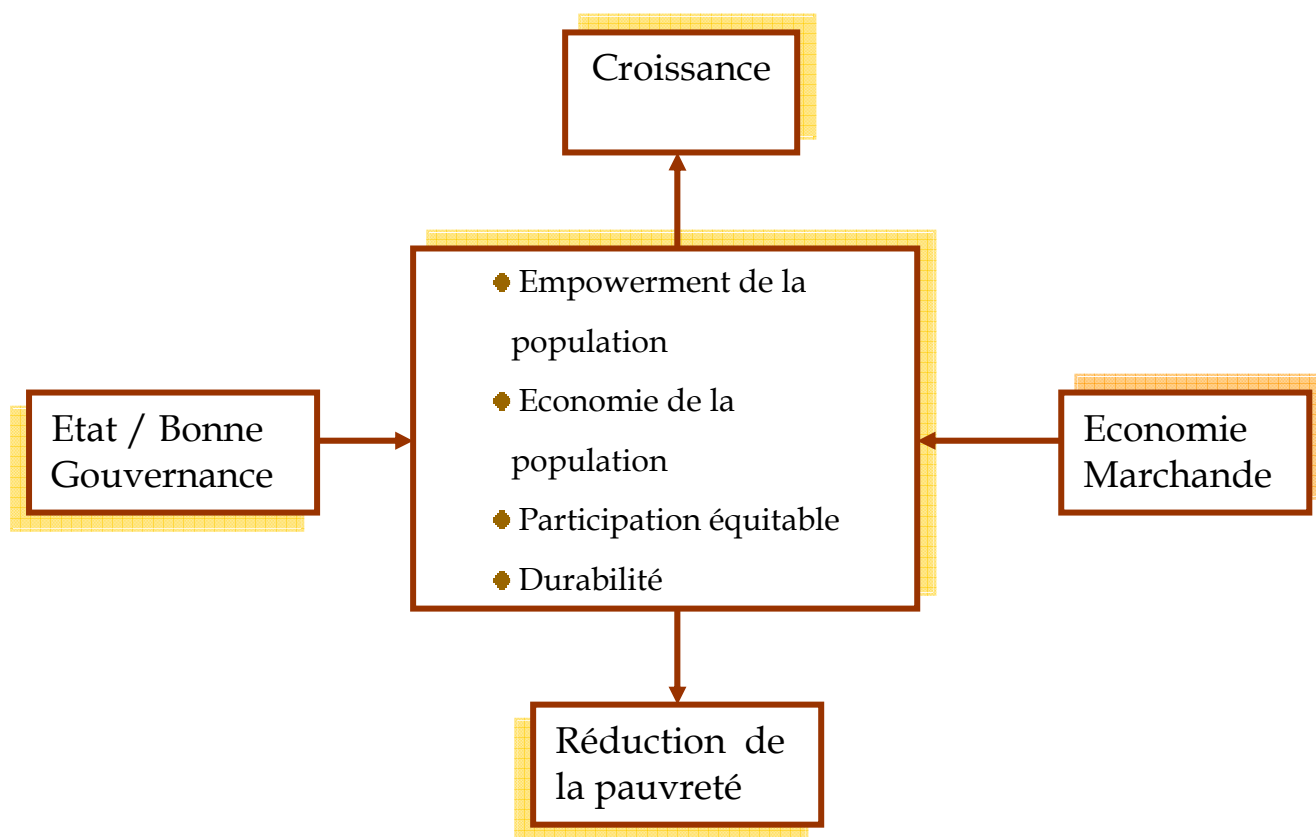 Croissance
Empowerment de la
population
Economie de la
population
Participation équitable
Durabilité
Etat / Bonne
Gouvernance
Economie
Marchande
Réduction de
la pauvreté